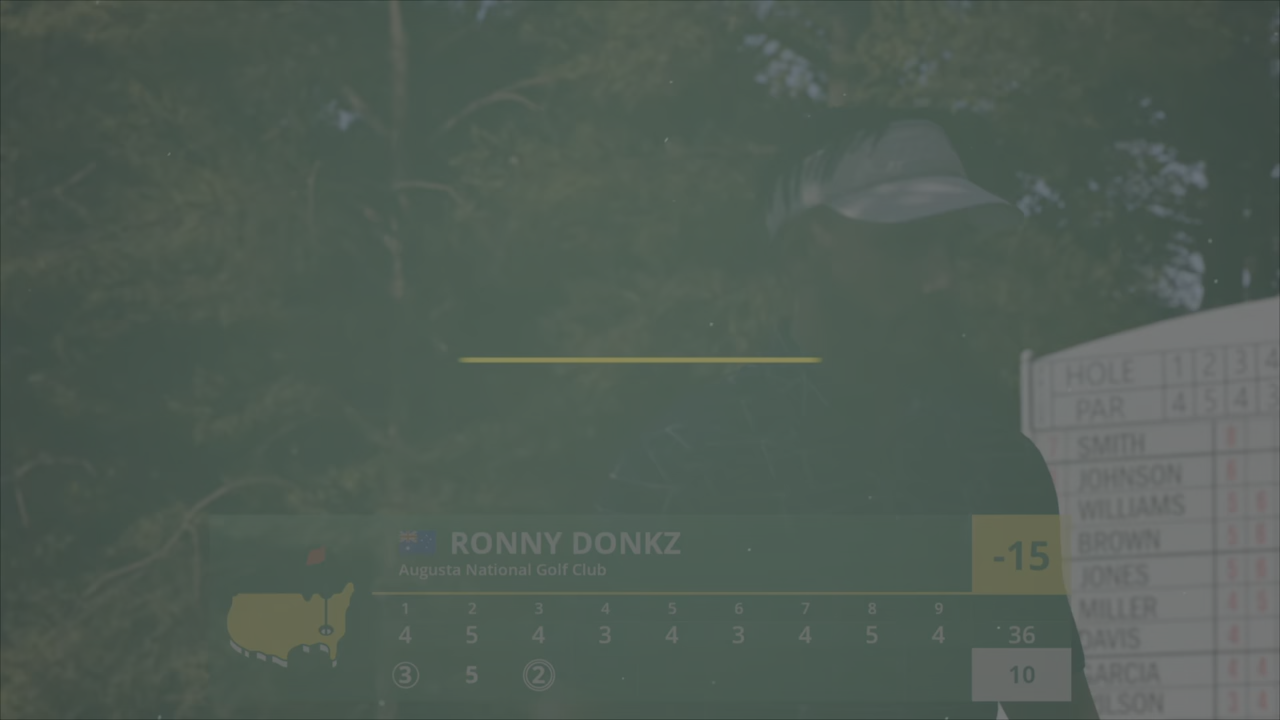 RONNY DONKZ
Augusta National Golf Club
-15
1 2 3 4 5 6 7 8 9
4 5 4 3 4 3 4 5 4 36
3 5 2 10
HOLE 1 2 3 4
PAR 4 5 4
SMITH
JOHNSON
WILLIAMS
BROWN
JONES
MILLER
DAVIS
GARCIA
WILSON